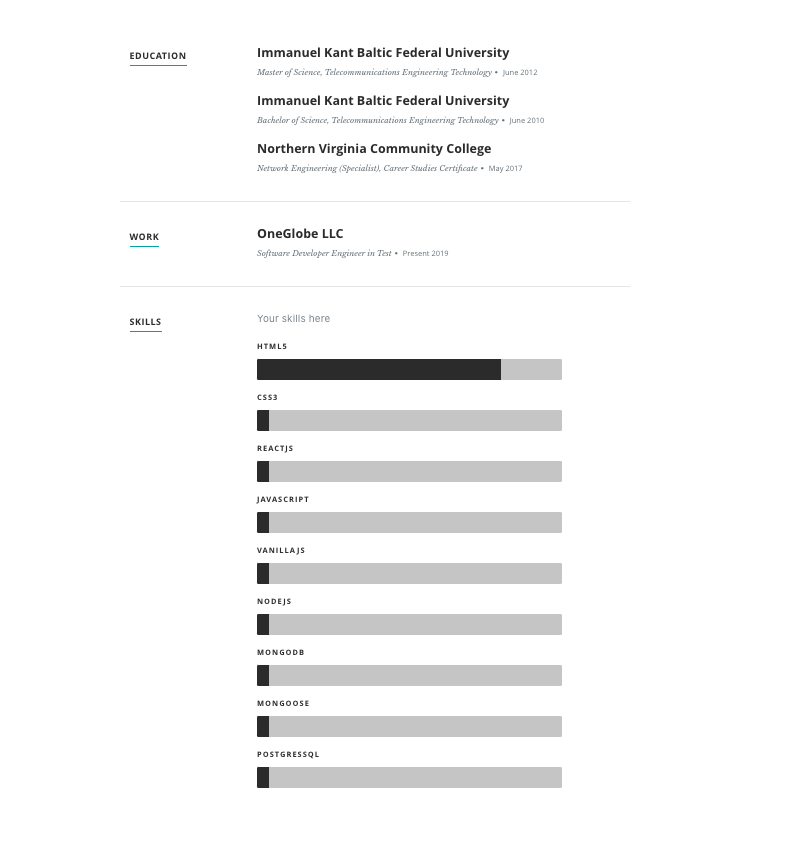 EDUCATION
Immanuel Kant Baltic Federal University
Master of Science, Telecommunications Engineering Technology • June 2012
Immanuel Kant Baltic Federal University
Bachelor of Science, Telecommunications Engineering Technology • June 2010
Northern Virginia Community College
Network Engineering (Specialist), Career Studies Certificate • May 2017
WORK
OneGlobe LLC
Software Developer Engineer in Test • Present 2019
SKILLS
Your skills here
HTML5
CSS3
REACTJS
JAVASCRIPT
VANILLAJS
NODEJS
MONGODB
MONGOOSE
POSTGRESSQL